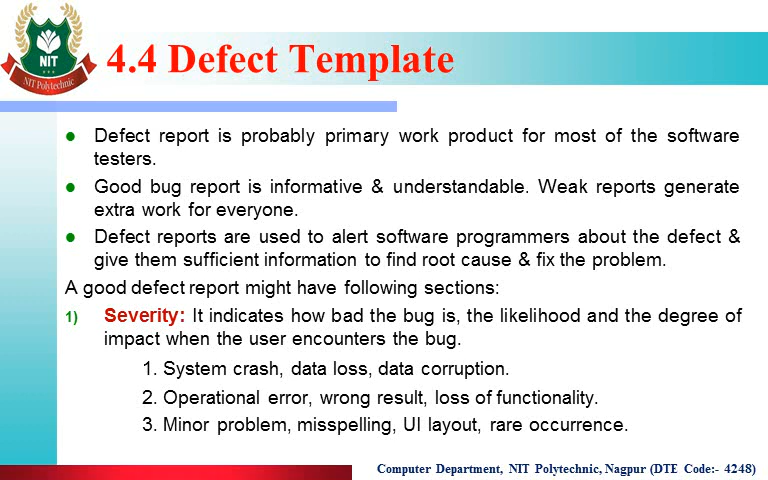 NIT
NIT Polytechnic
4.4 Defect Template
Defect report is probably primary work product for most of the software
testers.
Good bug report is informative & understandable. Weak reports generate
extra work for everyone.
Defect reports are used to alert software programmers about the defect &
give them sufficient information to find root cause & fix the problem.
A good defect report might have following sections:
1) Severity: It indicates how bad the bug is, the likelihood and the degree of
impact when the user encounters the bug.
1. System crash, data loss, data corruption.
2. Operational error, wrong result, loss of functionality.
3. Minor problem, misspelling, UI layout, rare occurrence.
Computer Department, NIT Polytechnic, Nagpur (DTE Code:- 4248)